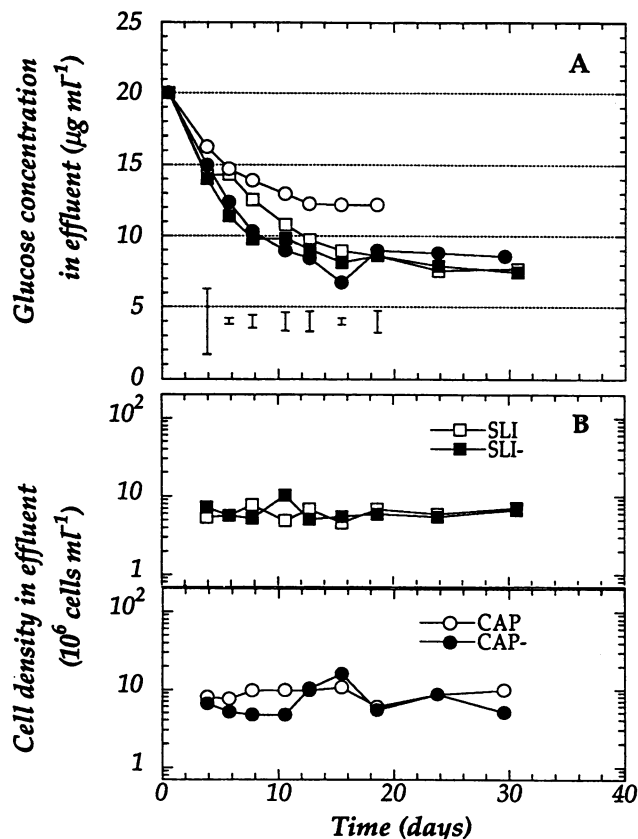 Glucose concentration
in effluent (µg ml⁻¹)
25
20
15
10
5
0
A
Cell density in effluent
(10⁶ cells ml⁻¹)
10²
10
1
SLI
SLI-
B
10²
10
1
CAP
CAP-
0
10
20
30
40
Time (days)